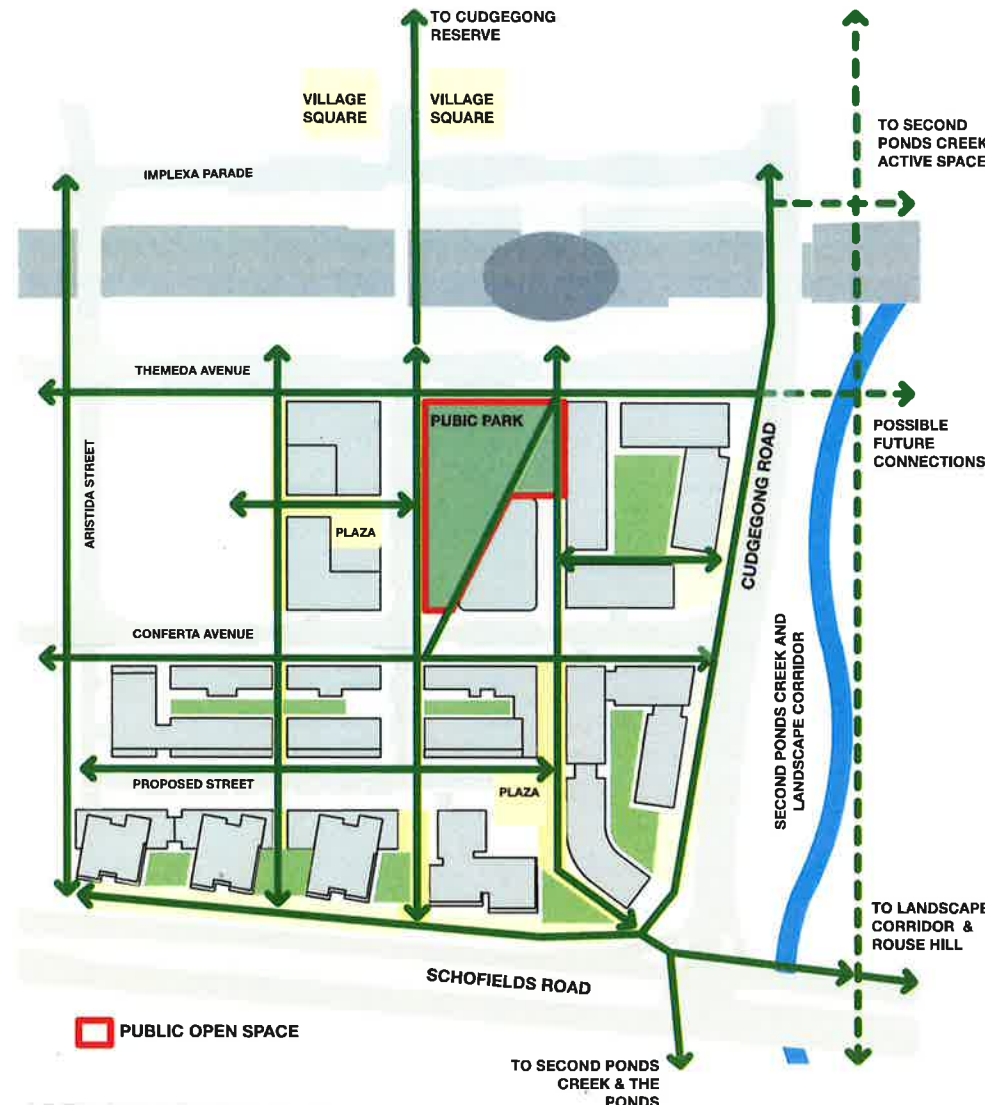 TO CUDGEGONG
RESERVE
VILLAGE
SQUARE
VILLAGE
SQUARE
TO SECOND
PONDS CREEK
ACTIVE SPACE
IMPLEXA PARADE
THEMEDA AVENUE
PUBIC PARK
POSSIBLE
FUTURE
CONNECTIONS
ARISTIDA STREET
CUDGEGONG ROAD
PLAZA
CONFERTA AVENUE
SECOND PONDS CREEK AND
LANDSCAPE CORRIDOR
PROPOSED STREET
PLAZA
TO LANDSCAPE
CORRIDOR &
ROUSE HILL
SCHOFIELDS ROAD
PUBLIC OPEN SPACE
TO SECOND PONDS
CREEK & THE
PONDS